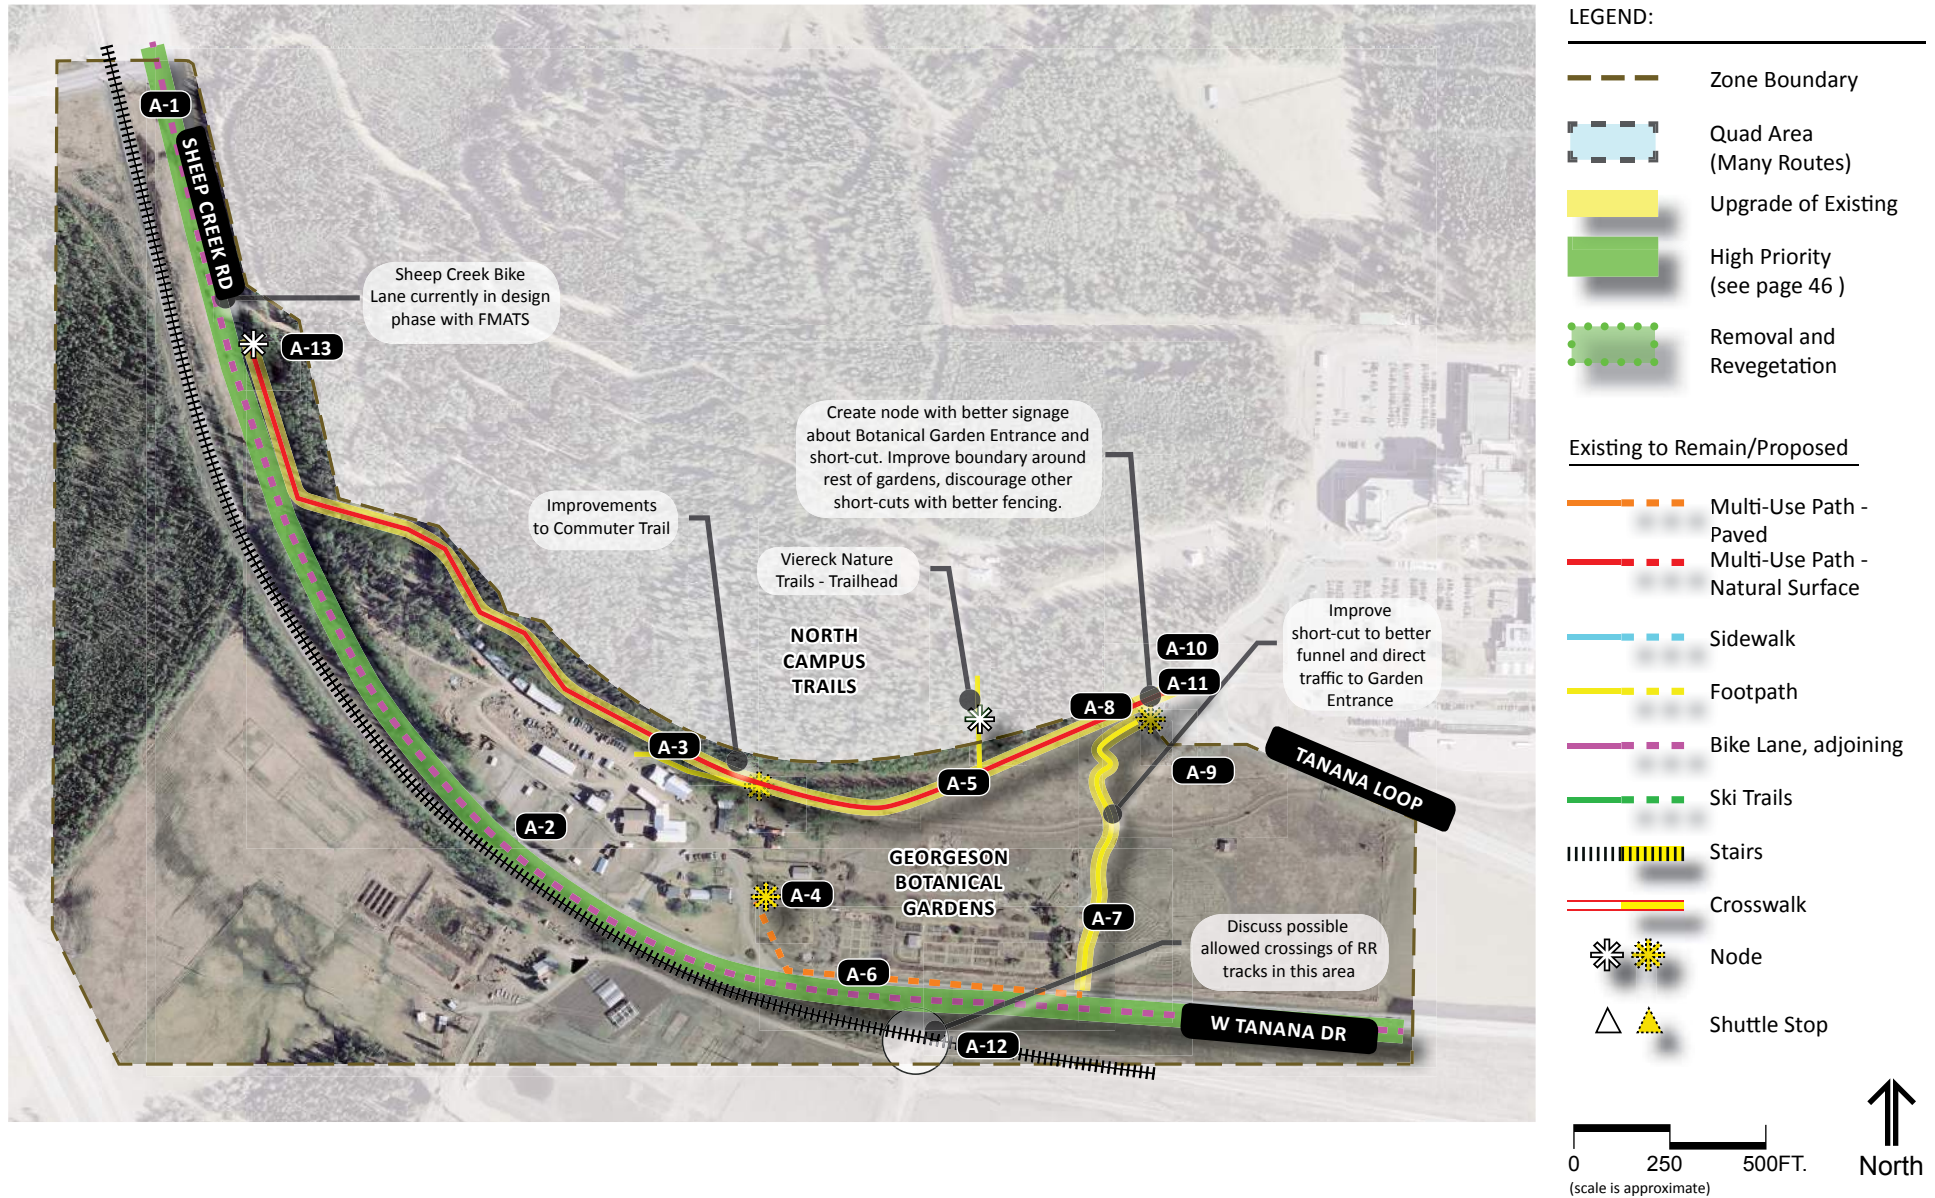 A-1
SHEEP CREEK RD
Sheep Creek Bike
Lane currently in design
phase with FMATS
A-13
Create node with better signage
about Botanical Garden Entrance and
short-cut. Improve boundary around
rest of gardens, discourage other
short-cuts with better fencing.
Improvements
to Commuter Trail
Viereck Nature
Trails - Trailhead
NORTH
CAMPUS
TRAILS
Improve
short-cut to better
funnel and direct
traffic to Garden
Entrance
A-10
A-11
A-8
A-3
A-5
A-9
TANANA LOOP
A-2
GEORGESON
BOTANICAL
GARDENS
A-4
A-7
Discuss possible
allowed crossings of RR
tracks in this area
A-6
W TANANA DR
A-12
LEGEND:
Zone Boundary
Quad Area
(Many Routes)
Upgrade of Existing
High Priority
(see page 46 )
Removal and
Revegetation
Existing to Remain/Proposed
Multi-Use Path -
Paved
Multi-Use Path -
Natural Surface
Sidewalk
Footpath
Bike Lane, adjoining
Ski Trails
Stairs
Crosswalk
Node
Shuttle Stop
0 250 500FT.
(scale is approximate)
North